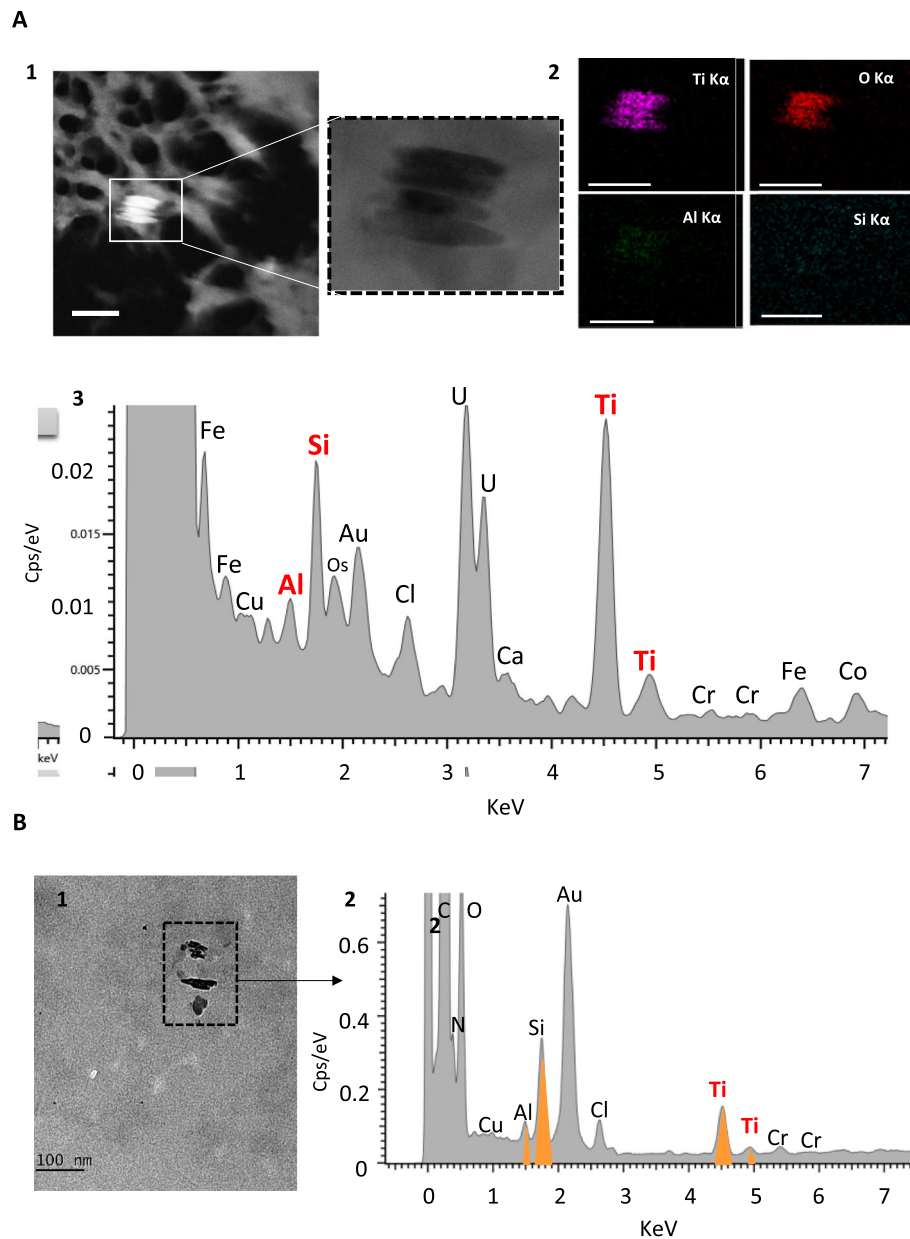 A
1
2
Ti Kα
O Kα
Al Kα
Si Kα
3
Cps/eV
0.02
0.015
0.01
0.005
0
Fe
Fe
Cu
Al
Si
Os
Au
Cl
U
U
Ca
Ti
Ti
Cr
Cr
Fe
Co
keV
0 1 2 3 4 5 6 7
KeV
B
1
100 nm
2
2
Cps/eV
0.6
0.4
0.2
0
C
O
N
Cu
Al
Si
Au
Cl
Ti
Ti
Cr
Cr
0 1 2 3 4 5 6 7
KeV